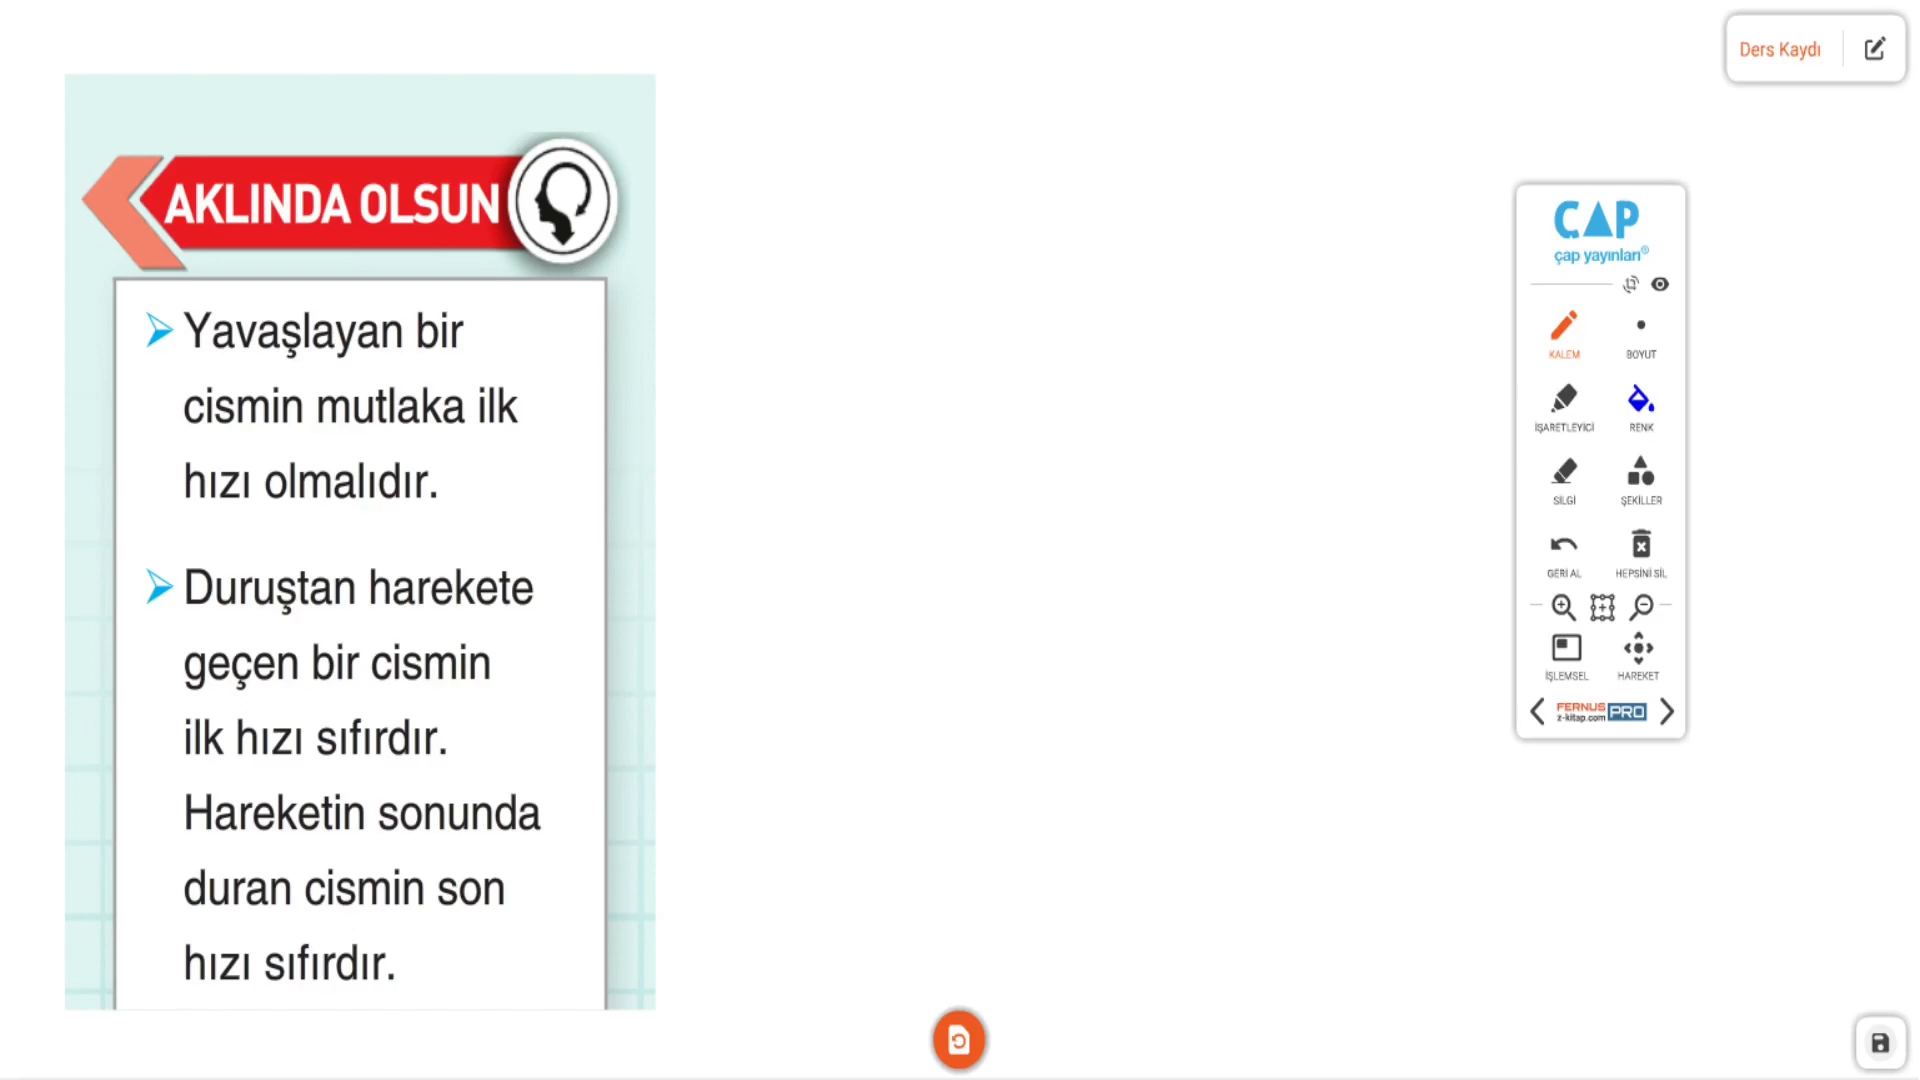 Ders Kaydı
AKLINDA OLSUN
Yavaşlayan bir
cismin mutlaka ilk
hızı olmalıdır.
Duruştan harekete
geçen bir cismin
ilk hızı sıfırdır.
Hareketin sonunda
duran cismin son
hızı sıfırdır.
ÇAP
çap yayınları®
KALEM
BOYUT
İŞARETLEYİCİ
RENK
SİLGİ
ŞEKİLLER
GERİ AL
HEPSİNİ SİL
İŞLEMSEL
HAREKET
FERNUS
z-kitap.com
PRO